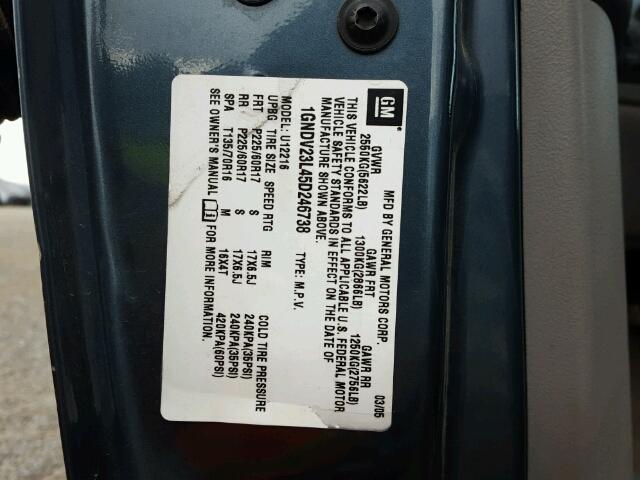 GM
MFD BY GENERAL MOTORS CORP. 03/05
GVWR GAWR FRT GAWR RR
2550KG(5622LB) 1300KG(2866LB) 1250KG(2756LB)
THIS VEHICLE CONFORMS TO ALL APPLICABLE U.S. FEDERAL MOTOR
VEHICLE SAFETY STANDARDS IN EFFECT ON THE DATE OF
MANUFACTURE SHOWN ABOVE.
1GNDV23L45D246738 TYPE: M.P.V.
MODEL: U12216
UPBG TIRE SIZE SPEED RTG RIM COLD TIRE PRESSURE
FRT P225/60R17 S 17X6.5J 240KPA(35PSI)
RR P225/60R17 S 17X6.5J 240KPA(35PSI)
SPA T135/70R16 M 16X4T 420KPA(60PSI)
SEE OWNER'S MANUAL FOR MORE INFORMATION.